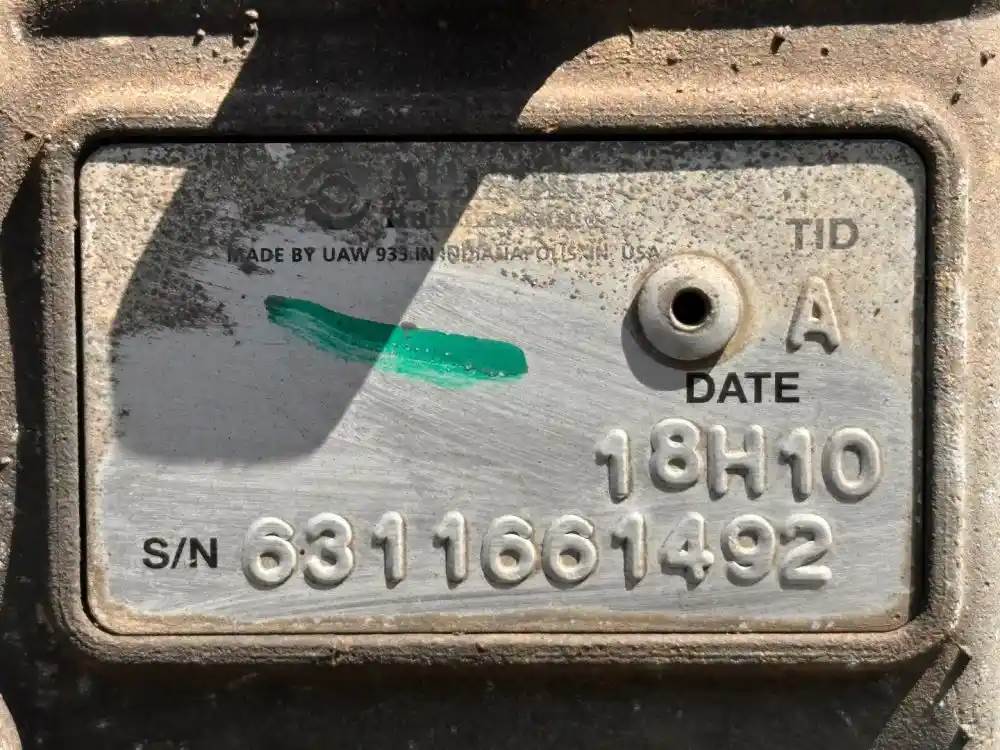 MADE BY UAW 933 IN INDIANAPOLIS, IN. USA
TID
A
DATE
18H10
S/N 6311661492